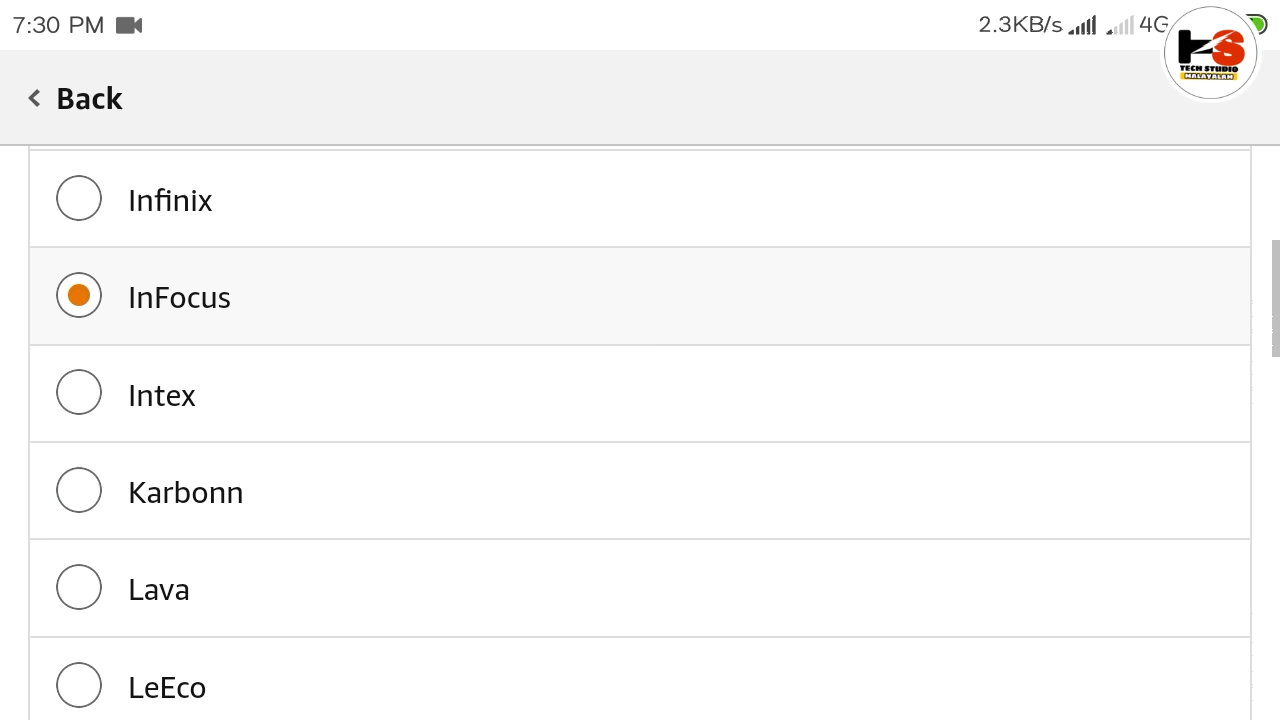 7:30 PM 2.3KB/s 4G
TECH STUDIO
MALAYALAM
Back
Infinix
InFocus
Intex
Karbonn
Lava
LeEco